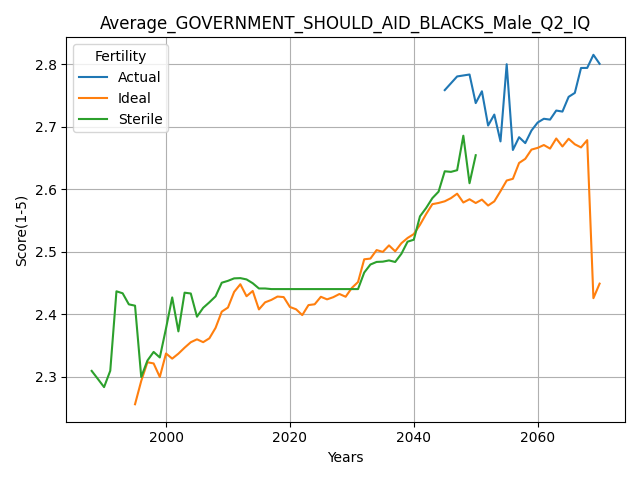 Average_GOVERNMENT_SHOULD_AID_BLACKS_Male_Q2_IQ
Fertility
Actual
Ideal
Sterile
Score(1-5)
2.8
2.7
2.6
2.5
2.4
2.3
2000 2020 2040 2060
Years